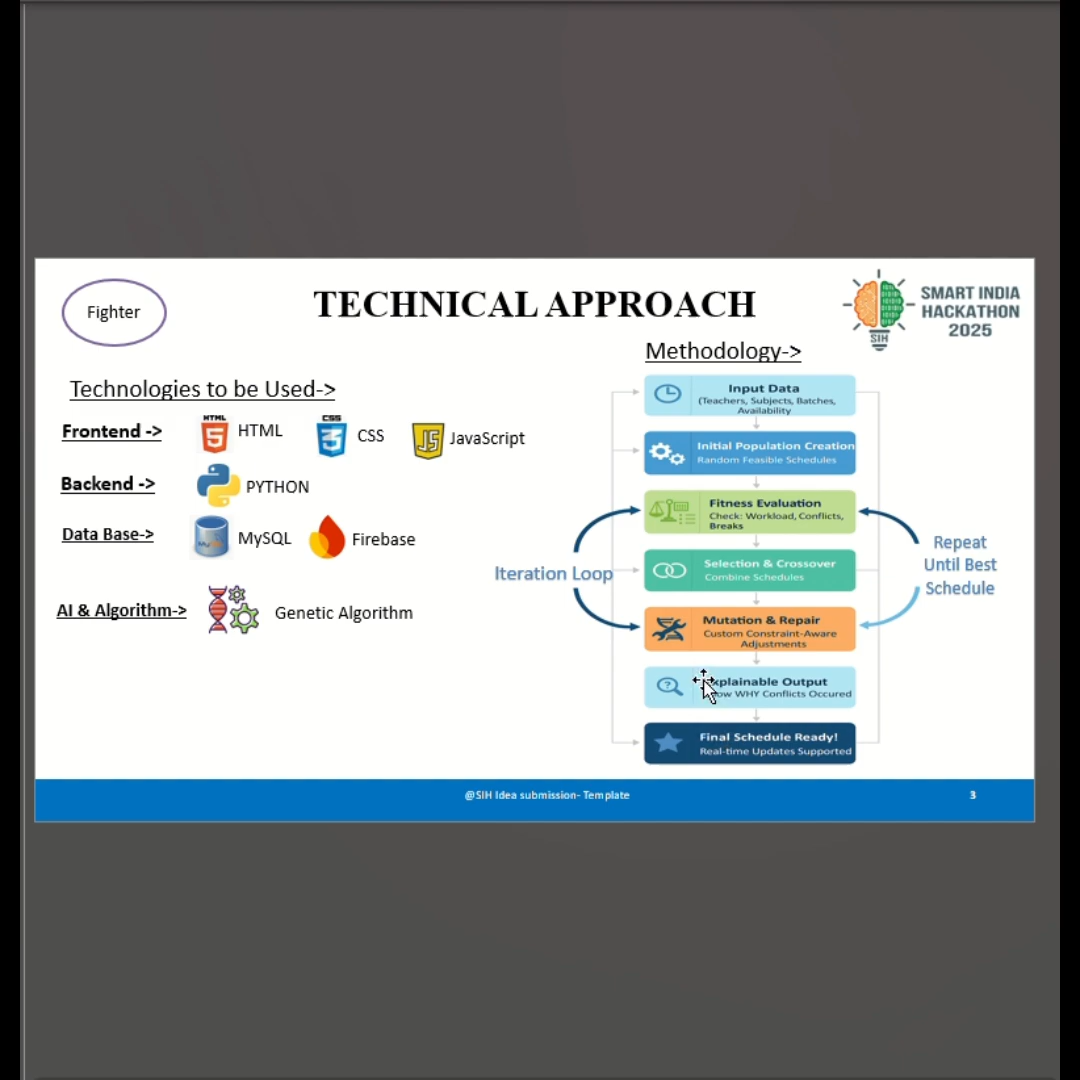 Fighter
TECHNICAL APPROACH
SMART INDIA
HACKATHON
2025
SIH
Technologies to be Used->
Frontend ->
HTML
HTML
CSS
CSS
JS
JavaScript
Backend ->
PYTHON
Data Base->
MySQL
Firebase
AI & Algorithm->
Genetic Algorithm
Methodology->
Input Data
(Teachers, Subjects, Batches,
Availability
Initial Population Creation
Random Feasible Schedules
Fitness Evaluation
Check: Workload, Conflicts,
Breaks
Selection & Crossover
Combine Schedules
Mutation & Repair
Custom Constraint-Aware
Adjustments
Output
WHY Conflicts Occured
Final Schedule Ready!
Real-time Updates Supported
Iteration Loop
Repeat
Until Best
Schedule
@SIH Idea submission- Template
3